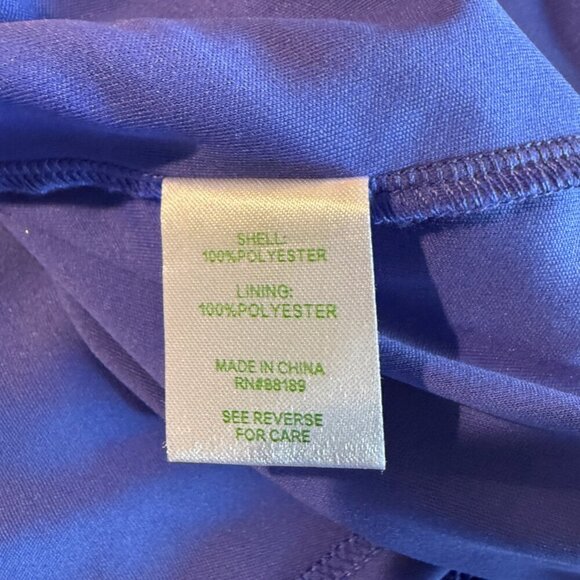 SHELL:
100%POLYESTER
LINING:
100%POLYESTER
MADE IN CHINA
RN#88189
SEE REVERSE
FOR CARE